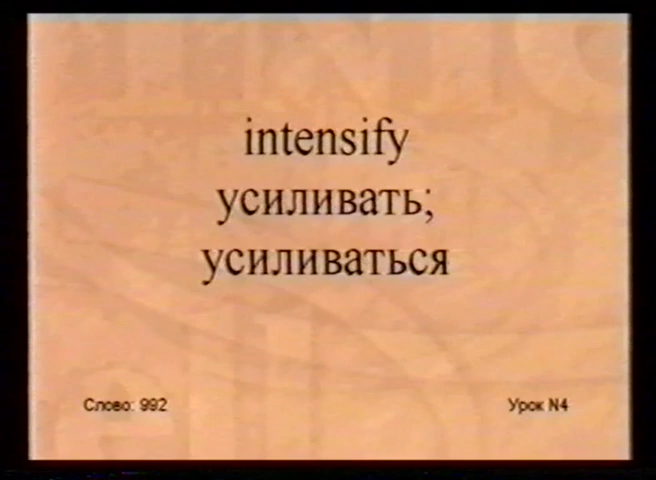 intensify
усиливать;
усиливаться
Слово: 992
Урок N4